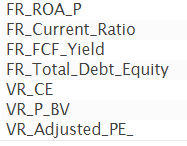 FR_ROA_P
FR_Current_Ratio
FR_FCF_Yield
FR_Total_Debt_Equity
VR_CE
VR_P_BV
VR_Adjusted_PE_